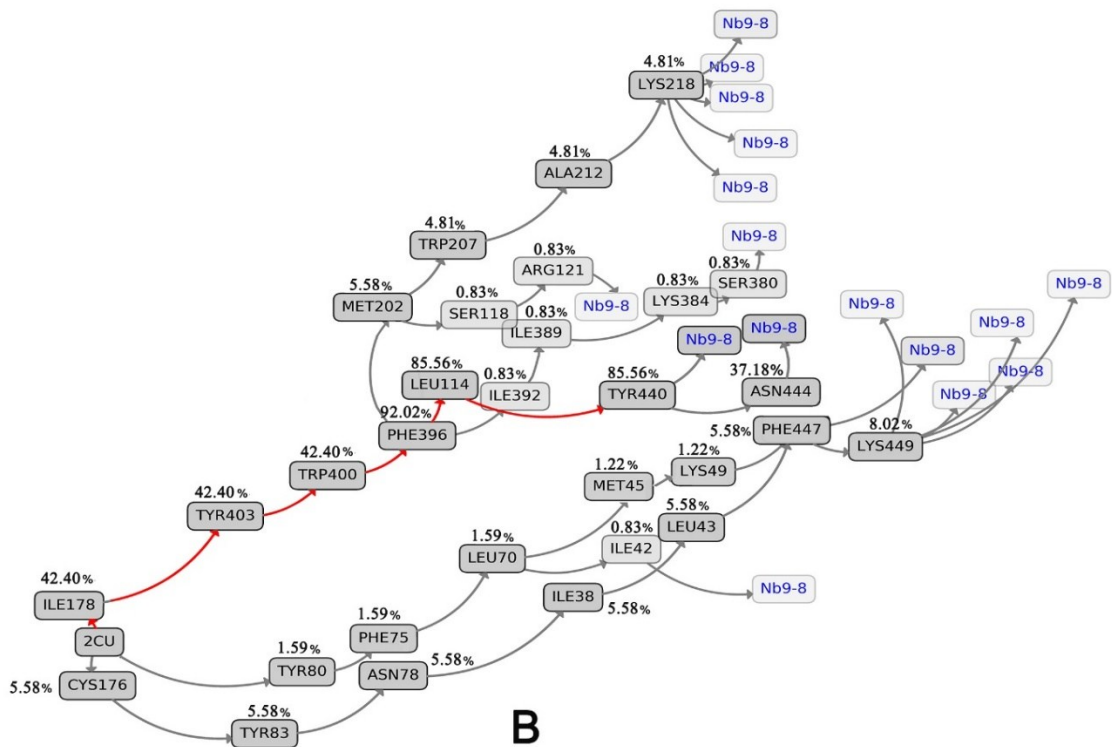 Nb9-8
4.81%
Nb9-8
LYS218
Nb9-8
Nb9-8
4.81%
ALA212
Nb9-8
4.81%
Nb9-8
TRP207
0.83%
ARG121
0.83%
0.83%
SER380
5.58%
MET202
0.83%
SER118
Nb9-8
0.83%
LYS384
ILE389
Nb9-8
Nb9-8
Nb9-8
Nb9-8
Nb9-8
Nb9-8
85.56%
LEU114
0.83%
ILE392
85.56%
TYR440
37.18%
ASN444
Nb9-8
Nb9-8
92.02%
PHE396
5.58%
PHE447
8.02%
LYS449
42.40%
TRP400
1.22%
MET45
1.22%
LYS49
42.40%
TYR403
5.58%
LEU43
0.83%
ILE42
1.59%
LEU70
Nb9-8
42.40%
ILE178
ILE38
5.58%
2CU
1.59%
PHE75
1.59%
TYR80
ASN78
5.58%
5.58%
CYS176
5.58%
TYR83
B